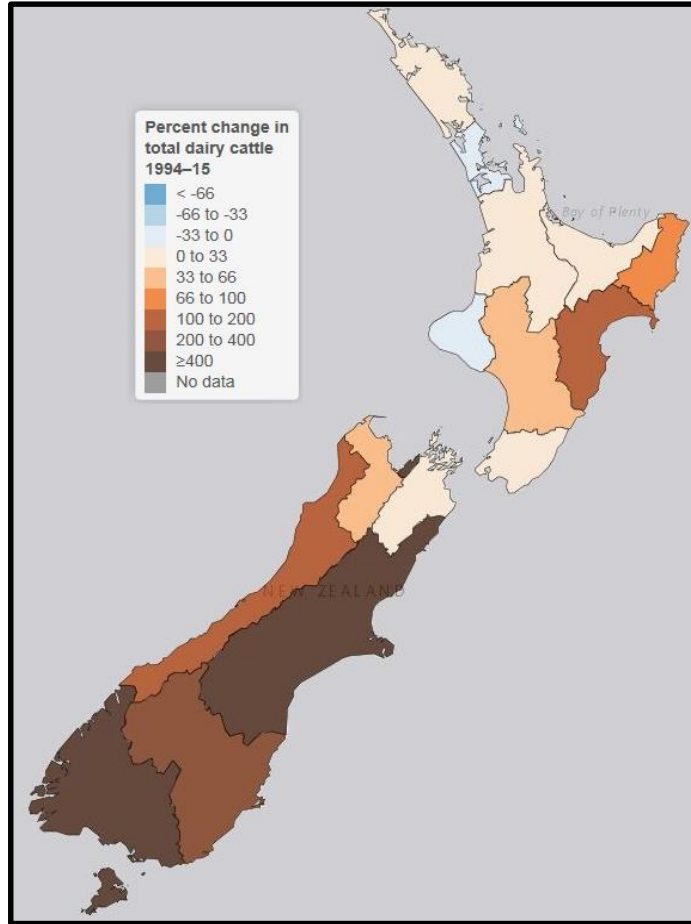 Percent change in
total dairy cattle
1994–15
< -66
-66 to -33
-33 to 0
0 to 33
33 to 66
66 to 100
100 to 200
200 to 400
≥400
No data
Bay of Plenty
NEW ZEALAND